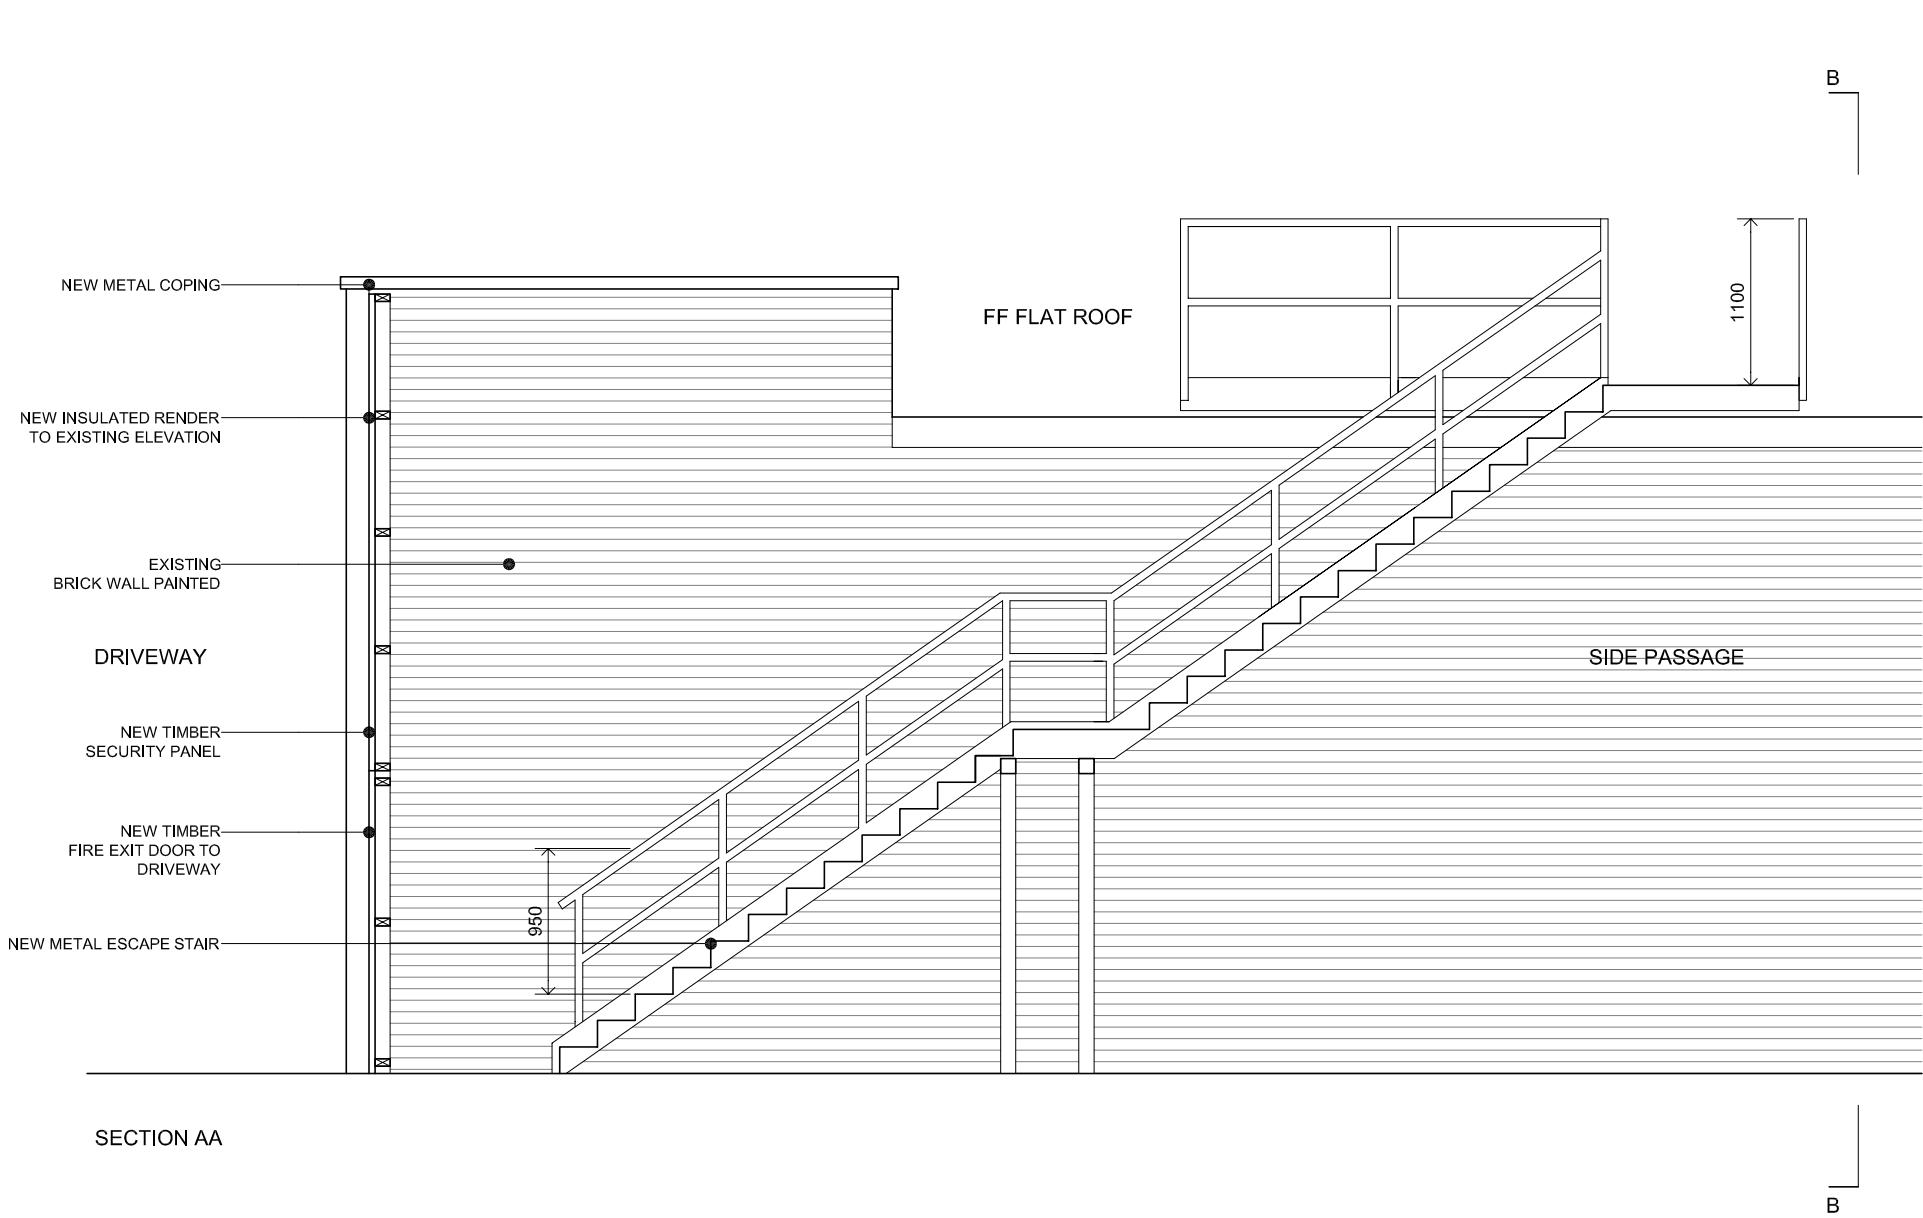 B
NEW METAL COPING
FF FLAT ROOF
1100
NEW INSULATED RENDER
TO EXISTING ELEVATION
EXISTING
BRICK WALL PAINTED
DRIVEWAY
SIDE PASSAGE
NEW TIMBER
SECURITY PANEL
NEW TIMBER
FIRE EXIT DOOR TO
DRIVEWAY
950
NEW METAL ESCAPE STAIR
SECTION AA
B